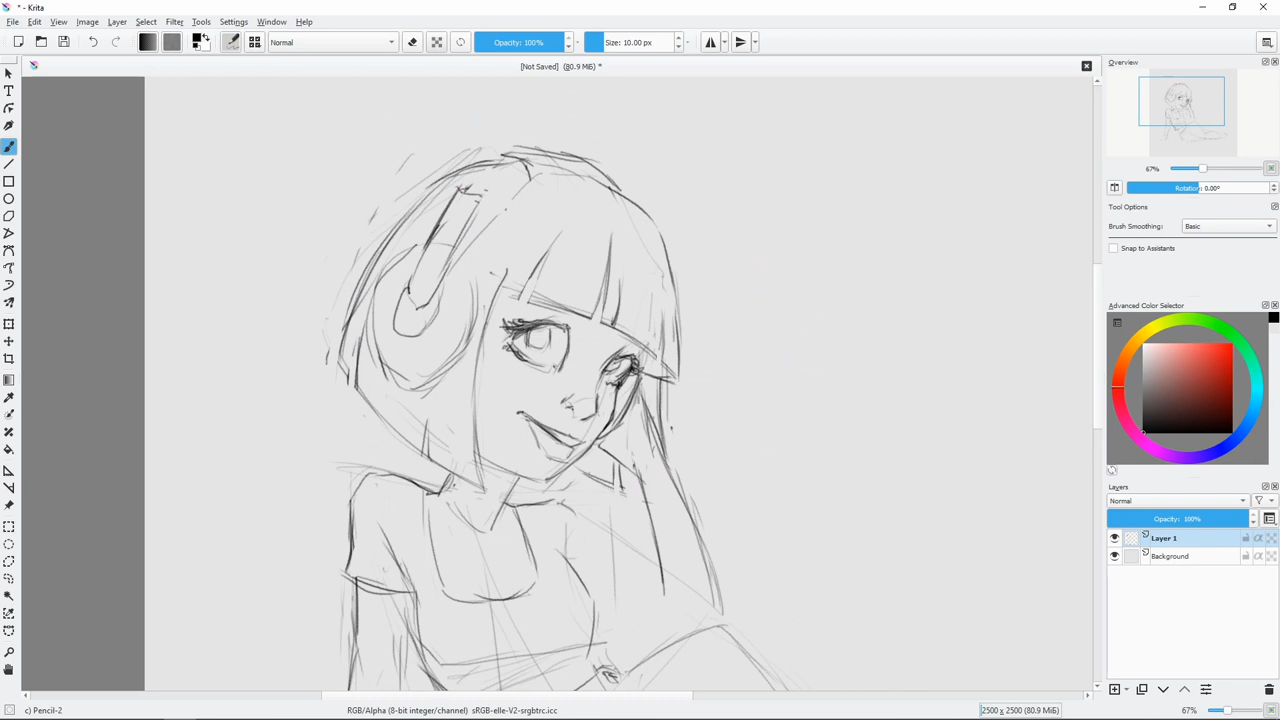 * - Krita
File Edit View Image Layer Select Filter Tools Settings Window Help
Normal Opacity: 100% Size: 10.00 px
[Not Saved] (80.9 MiB) *
Overview
67%
Rotation: 0.00°
Tool Options
Brush Smoothing: Basic
Snap to Assistants
Advanced Color Selector
Layers
Normal
Opacity: 100%
Layer 1
Background
c) Pencil-2 RGB/Alpha (8-bit integer/channel) sRGB-elle-V2-srgbtrc.icc 2500 x 2500 (80.9 MiB) 67%